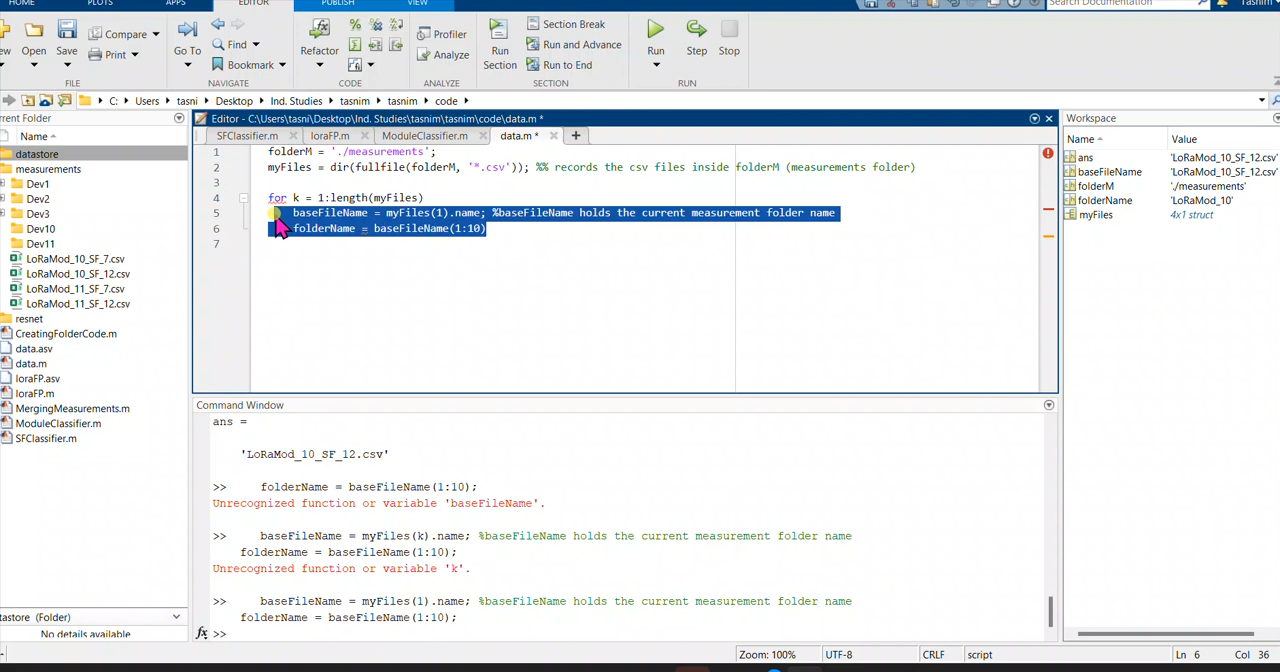 HOME PLOTS APPS EDITOR PUBLISH VIEW
Search Documentation Tasnim
Open Save Compare Print
Go To Find Bookmark
Refactor
Profiler Analyze
Run Section
Section Break
Run and Advance
Run to End
Run Step Stop
FILE NAVIGATE CODE ANALYZE SECTION RUN
C: Users tasni Desktop Ind. Studies tasnim tasnim code
rent Folder
Name
datastore
measurements
Dev1
Dev2
Dev3
Dev10
Dev11
LoRaMod_10_SF_7.csv
LoRaMod_10_SF_12.csv
LoRaMod_11_SF_7.csv
LoRaMod_11_SF_12.csv
resnet
CreatingFolderCode.m
data.asv
data.m
loraFP.asv
loraFP.m
MergingMeasurements.m
ModuleClassifier.m
SFClassifier.m
tastore (Folder)
No details available
Editor - C:\Users\tasni\Desktop\Ind. Studies\tasnim\tasnim\code\data.m *
SFClassifier.m loraFP.m ModuleClassifier.m data.m *
1 folderM = './measurements';
2 myFiles = dir(fullfile(folderM, '*.csv')); %% records the csv files inside folderM (measurements folder)
3
4 for k = 1:length(myFiles)
5 baseFileName = myFiles(1).name; %baseFileName holds the current measurement folder name
6 folderName = baseFileName(1:10)
7
Command Window
ans =
'LoRaMod_10_SF_12.csv'
>> folderName = baseFileName(1:10);
Unrecognized function or variable 'baseFileName'.
>> baseFileName = myFiles(k).name; %baseFileName holds the current measurement folder name
folderName = baseFileName(1:10);
Unrecognized function or variable 'k'.
>> baseFileName = myFiles(1).name; %baseFileName holds the current measurement folder name
folderName = baseFileName(1:10);
fx >>
Workspace
Name Value
ans 'LoRaMod_10_SF_12.csv'
baseFileName 'LoRaMod_10_SF_12.csv'
folderM './measurements'
folderName 'LoRaMod_10'
myFiles 4x1 struct
Zoom: 100% UTF-8 CRLF script Ln 6 Col 36